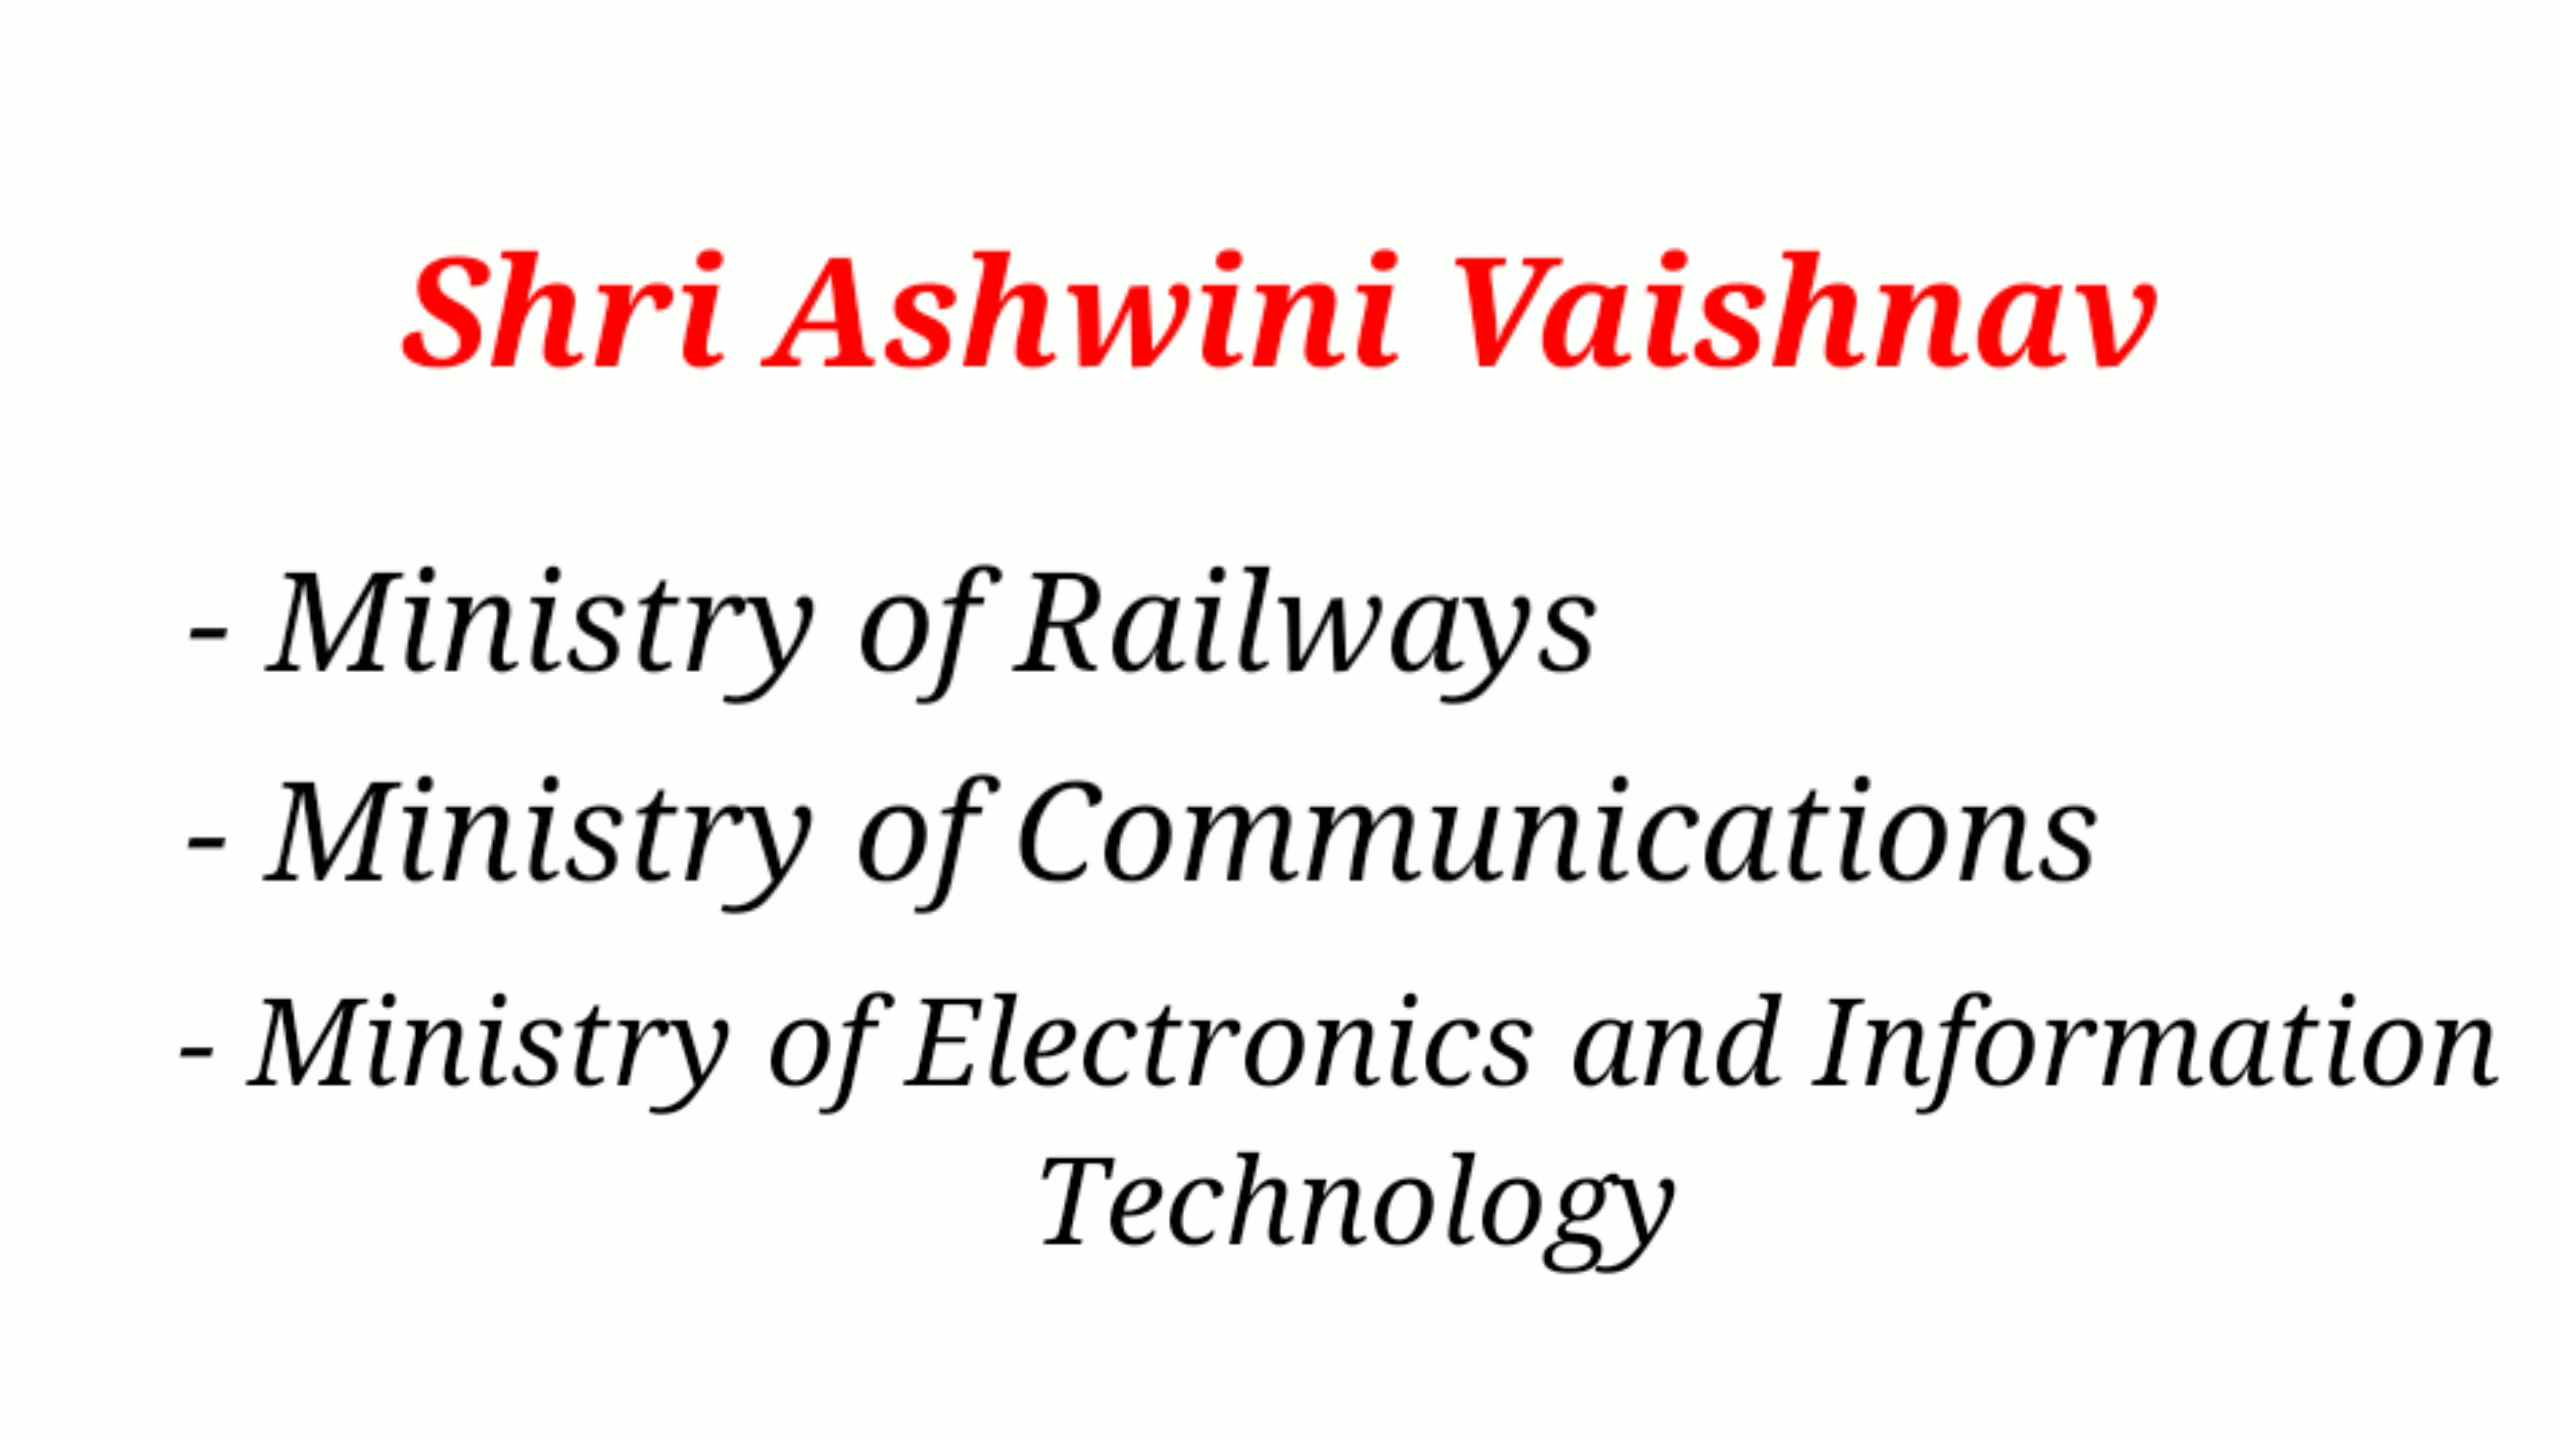 Shri Ashwini Vaishnav
- Ministry of Railways
- Ministry of Communications
- Ministry of Electronics and Information
Technology